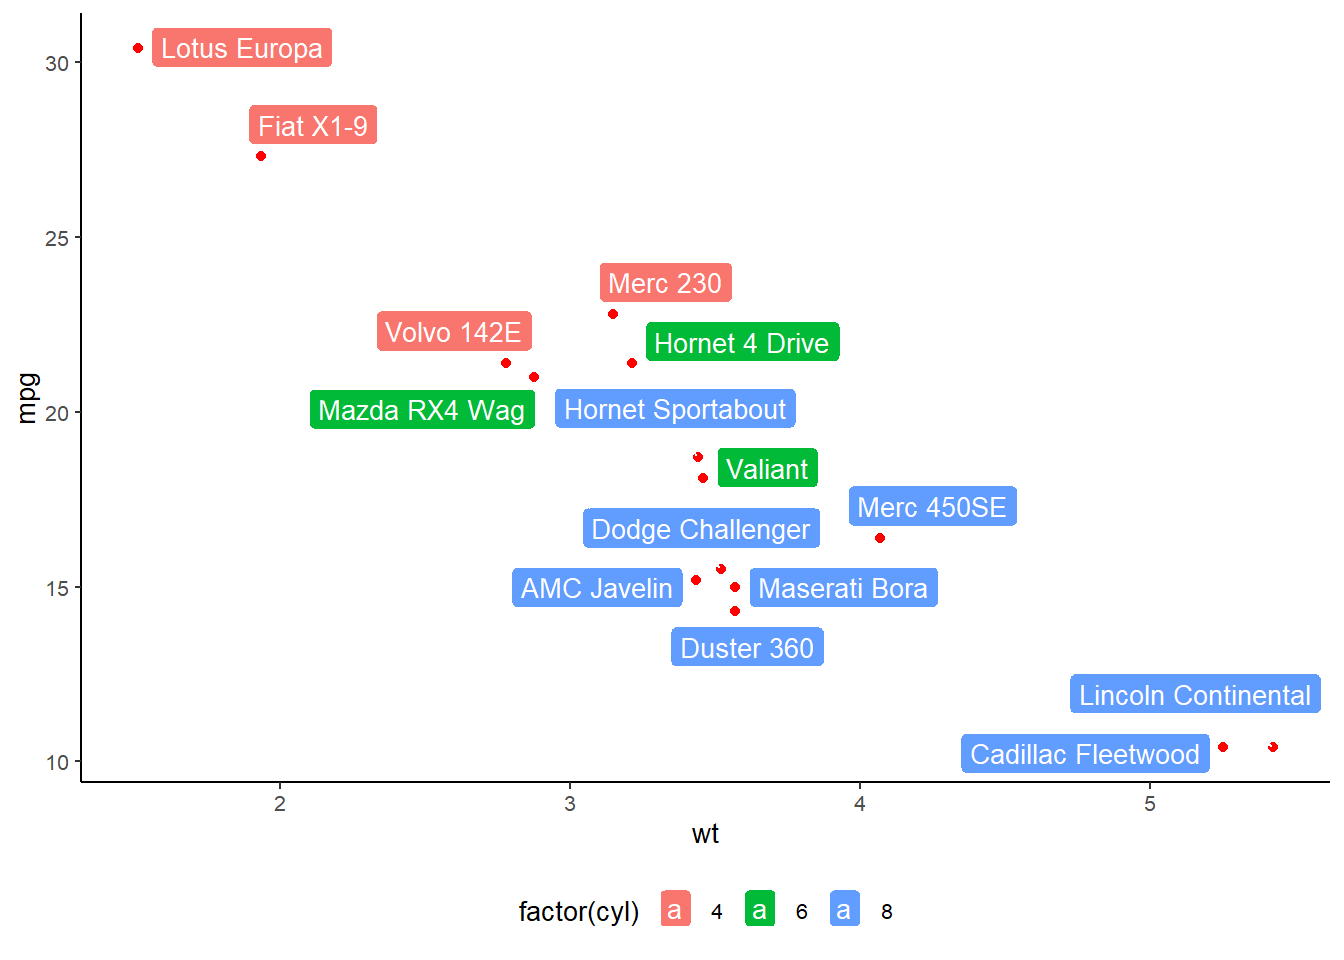 Lotus Europa
30
Fiat X1-9
25
Merc 230
Volvo 142E
Hornet 4 Drive
mpg
20
Mazda RX4 Wag
Hornet Sportabout
Valiant
Merc 450SE
Dodge Challenger
15
AMC Javelin
Maserati Bora
Duster 360
Lincoln Continental
10
Cadillac Fleetwood
2 3 4 5
wt
factor(cyl) a 4 a 6 a 8